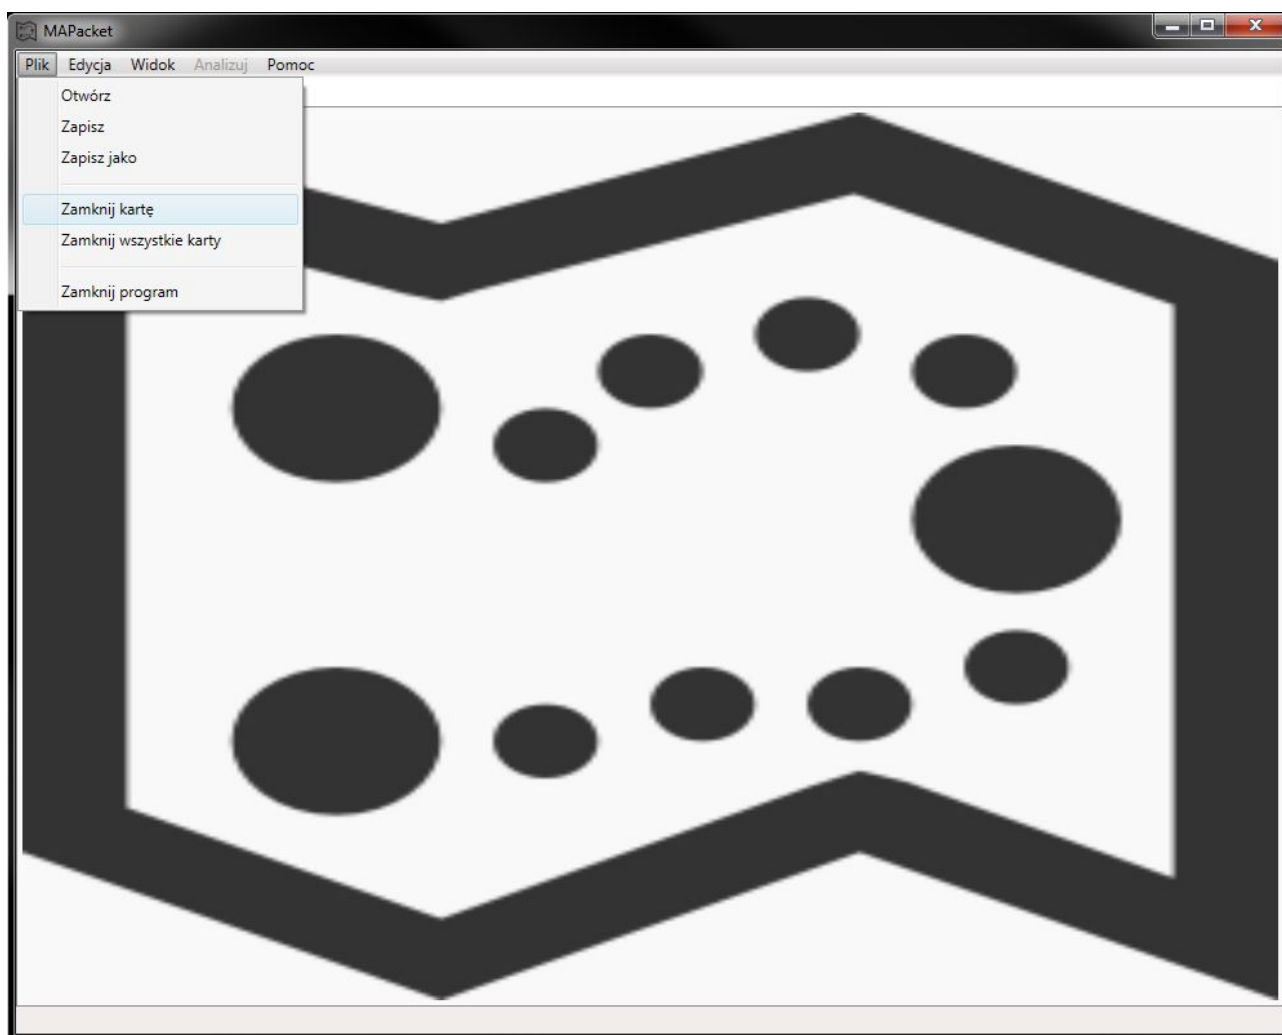 MAPacket
Plik Edycja Widok Analizuj Pomoc
Otwórz
Zapisz
Zapisz jako
Zamknij kartę
Zamknij wszystkie karty
Zamknij program